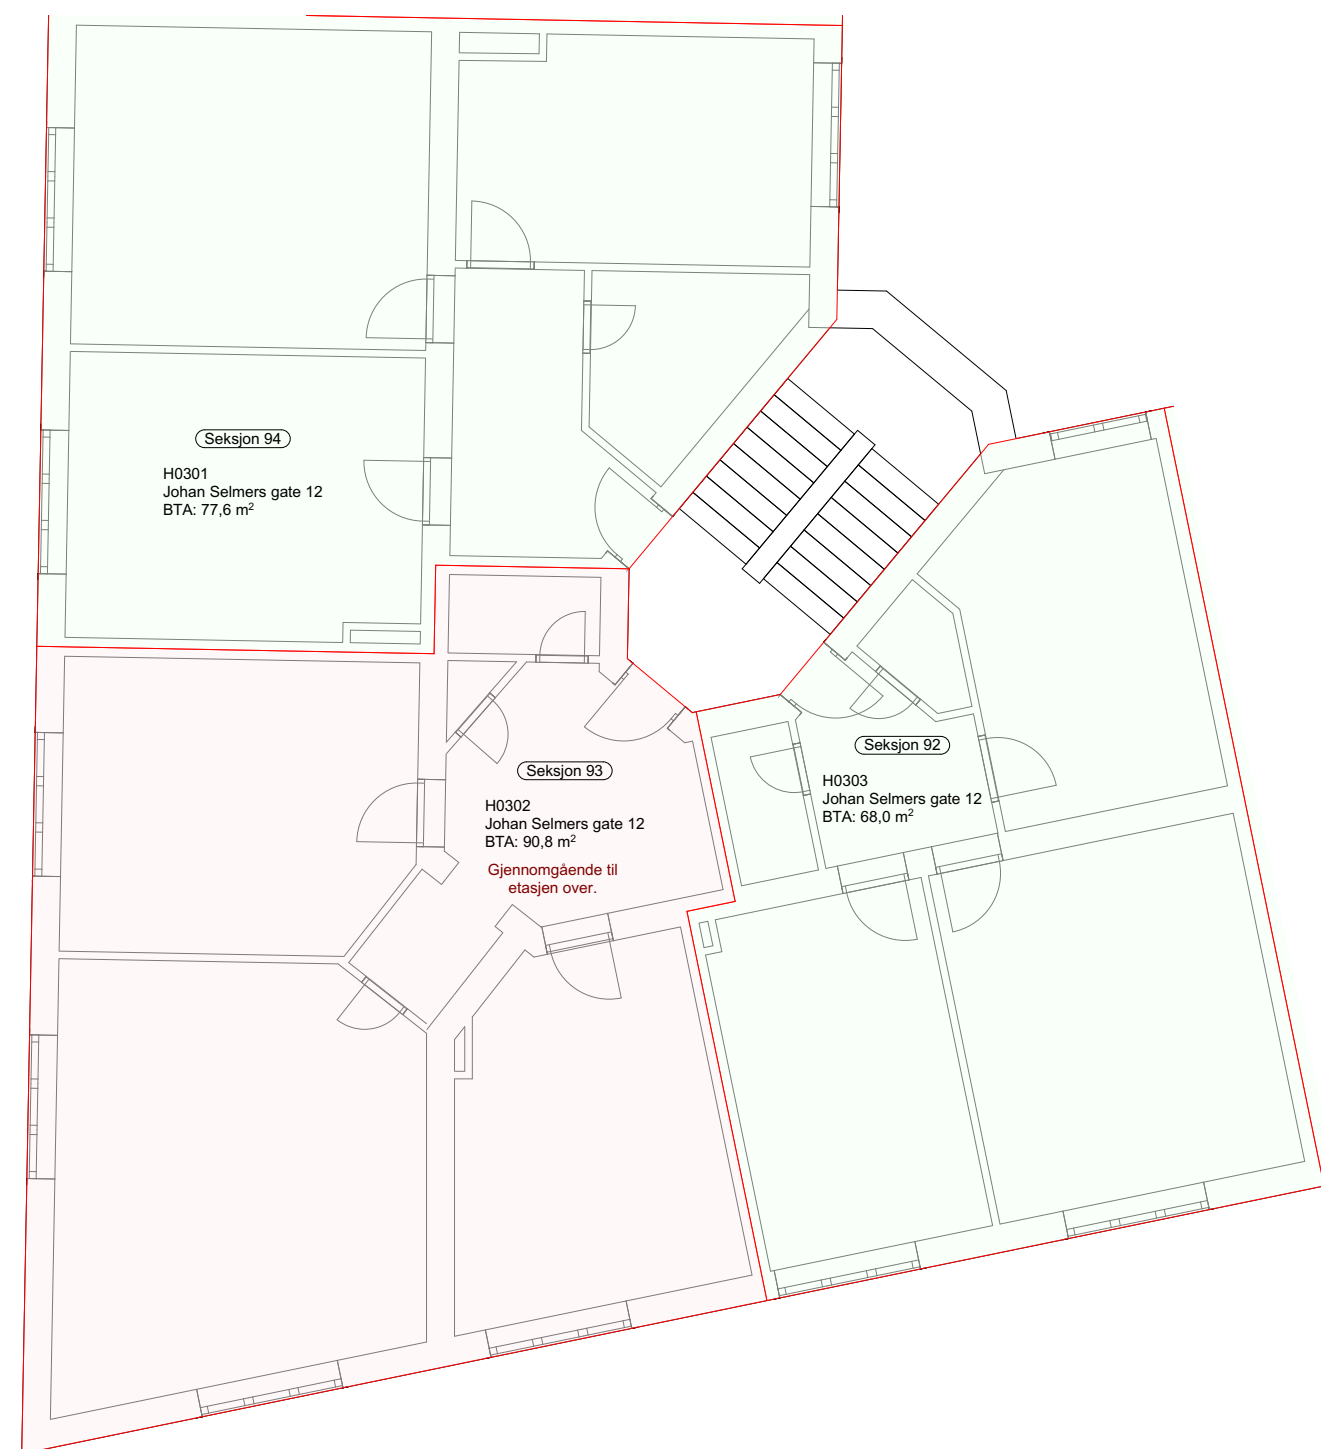 Seksjon 94
H0301
Johan Selmers gate 12
BTA: 77,6 m²
Seksjon 93
H0302
Johan Selmers gate 12
BTA: 90,8 m²
Gjennomgående til
etasjen over.
Seksjon 92
H0303
Johan Selmers gate 12
BTA: 68,0 m²